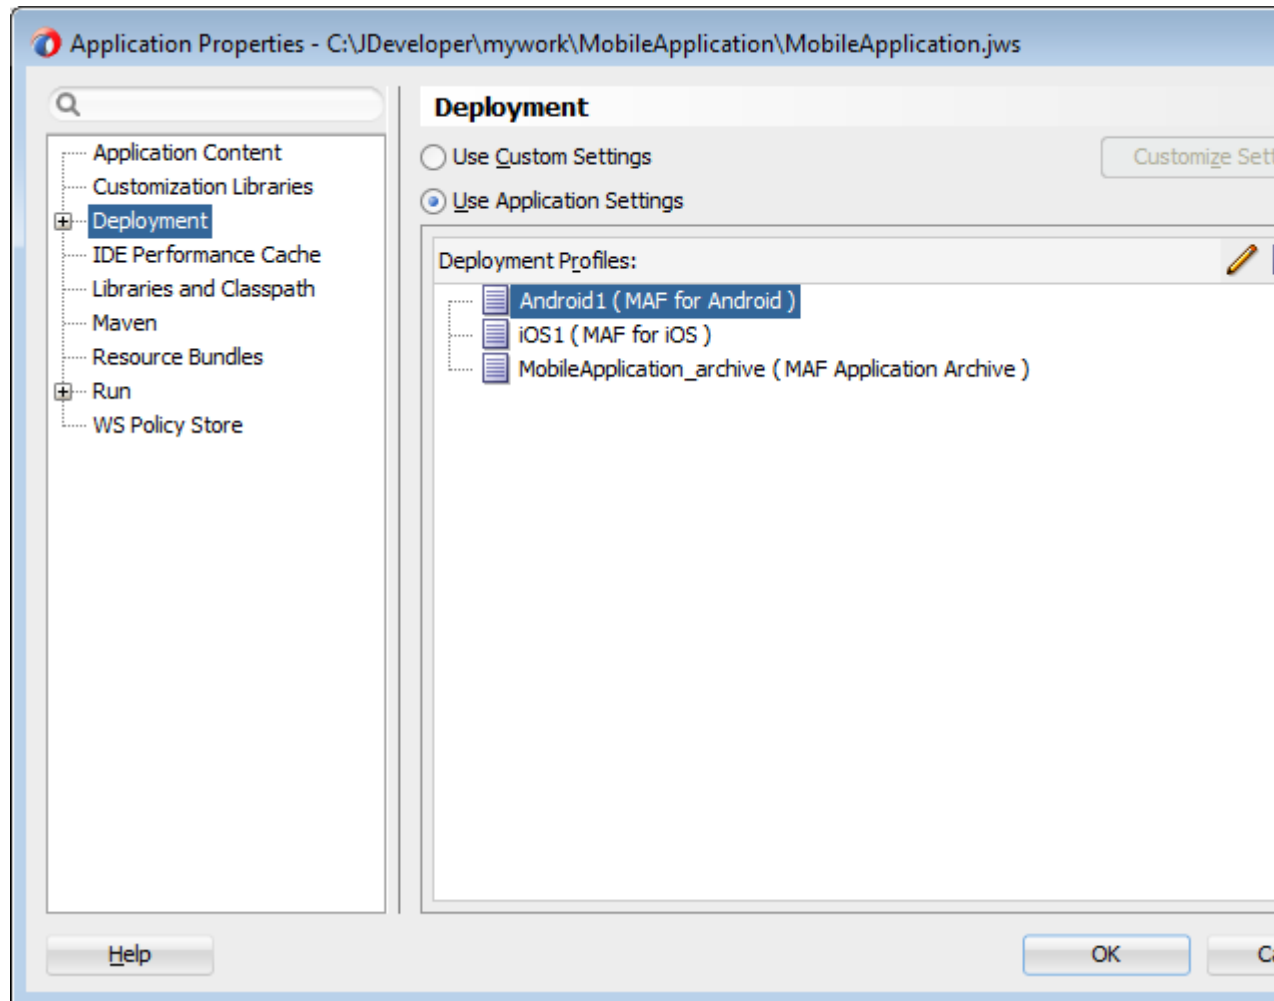 Application Properties - C:\JDeveloper\mywork\MobileApplication\MobileApplication.jws
Application Content
Customization Libraries
Deployment
IDE Performance Cache
Libraries and Classpath
Maven
Resource Bundles
Run
WS Policy Store
Deployment
Use Custom Settings
Customize
Use Application Settings
Deployment Profiles:
Android1 ( MAF for Android )
iOS1 ( MAF for iOS )
MobileApplication_archive ( MAF Application Archive )
Help
OK